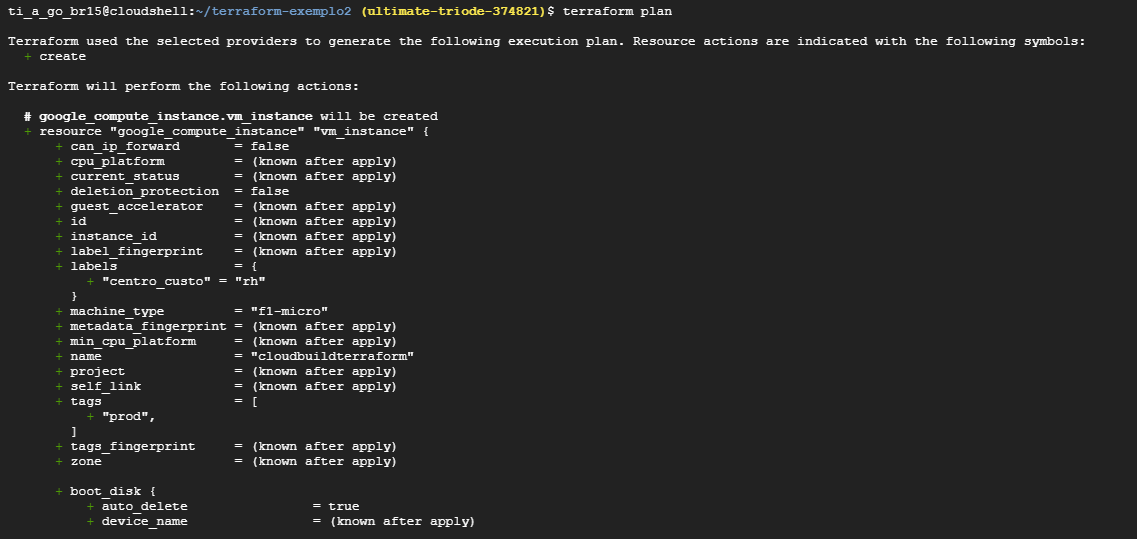 ti_a_go_br15@cloudshell:~/terraform-exemplo2 (ultimate-triode-374821)$ terraform plan
Terraform used the selected providers to generate the following execution plan. Resource actions are indicated with the following symbols:
  + create
Terraform will perform the following actions:
  # google_compute_instance.vm_instance will be created
  + resource "google_compute_instance" "vm_instance" {
      + can_ip_forward       = false
      + cpu_platform         = (known after apply)
      + current_status       = (known after apply)
      + deletion_protection  = false
      + guest_accelerator    = (known after apply)
      + id                   = (known after apply)
      + instance_id          = (known after apply)
      + label_fingerprint    = (known after apply)
      + labels               = {
          + "centro_custo" = "rh"
        }
      + machine_type         = "f1-micro"
      + metadata_fingerprint = (known after apply)
      + min_cpu_platform     = (known after apply)
      + name                 = "cloudbuildterraform"
      + project              = (known after apply)
      + self_link            = (known after apply)
      + tags                 = [
          + "prod",
        ]
      + tags_fingerprint     = (known after apply)
      + zone                 = (known after apply)
      + boot_disk {
          + auto_delete                = true
          + device_name                = (known after apply)